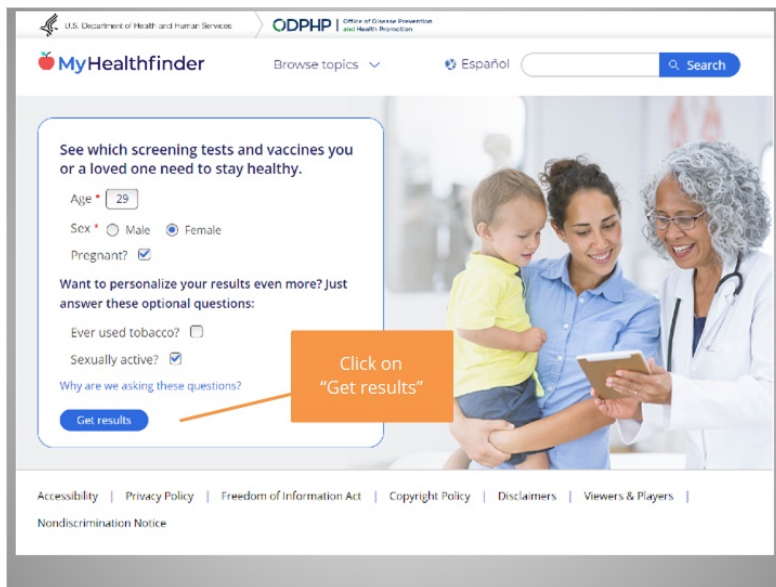 U.S. Department of Health and Human Services
ODPHP Office of Disease Prevention
and Health Promotion
MyHealthfinder Browse topics Español Search
See which screening tests and vaccines you
or a loved one need to stay healthy.
Age * 29
Sex * Male Female
Pregnant?
Want to personalize your results even more? Just
answer these optional questions:
Ever used tobacco?
Sexually active?
Why are we asking these questions?
Get results
Click on
“Get results”
Accessibility | Privacy Policy | Freedom of Information Act | Copyright Policy | Disclaimers | Viewers & Players |
Nondiscrimination Notice